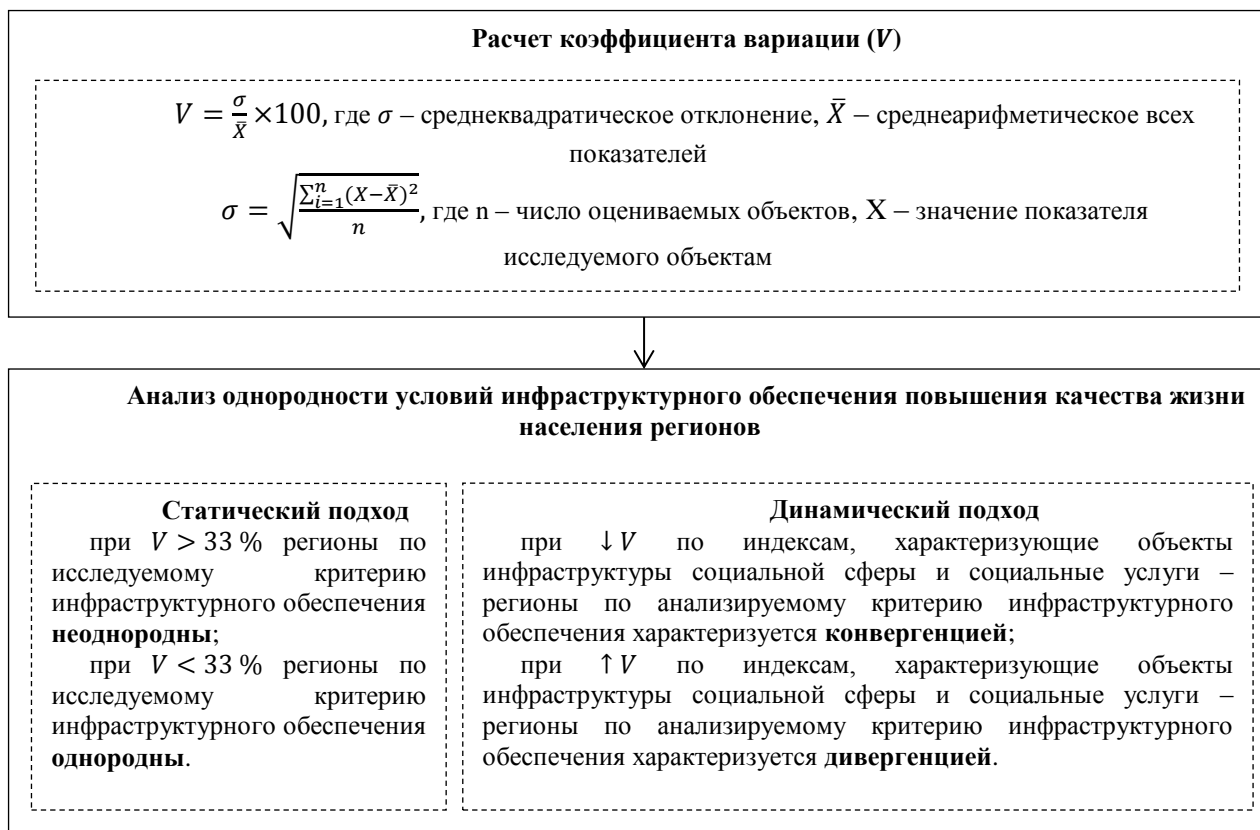 Расчет коэффициента вариации (V)
V = σ/X̄ ×100, где σ – среднеквадратическое отклонение, X̄ – среднеарифметическое всех
показателей
σ = √(∑ᵢ₌₁ⁿ(X−X̄)²/n), где n – число оцениваемых объектов, X – значение показателя
исследуемого объектам
Анализ однородности условий инфраструктурного обеспечения повышения качества жизни
населения регионов
Статический подход
при V > 33 % регионы по
исследуемому критерию
инфраструктурного обеспечения
неоднородны;
при V < 33 % регионы по
исследуемому критерию
инфраструктурного обеспечения
однородны.
Динамический подход
при ↓V по индексам, характеризующие объекты
инфраструктуры социальной сферы и социальные услуги –
регионы по анализируемому критерию инфраструктурного
обеспечения характеризуется конвергенцией;
при ↑V по индексам, характеризующие объекты
инфраструктуры социальной сферы и социальные услуги –
регионы по анализируемому критерию инфраструктурного
обеспечения характеризуется дивергенцией.